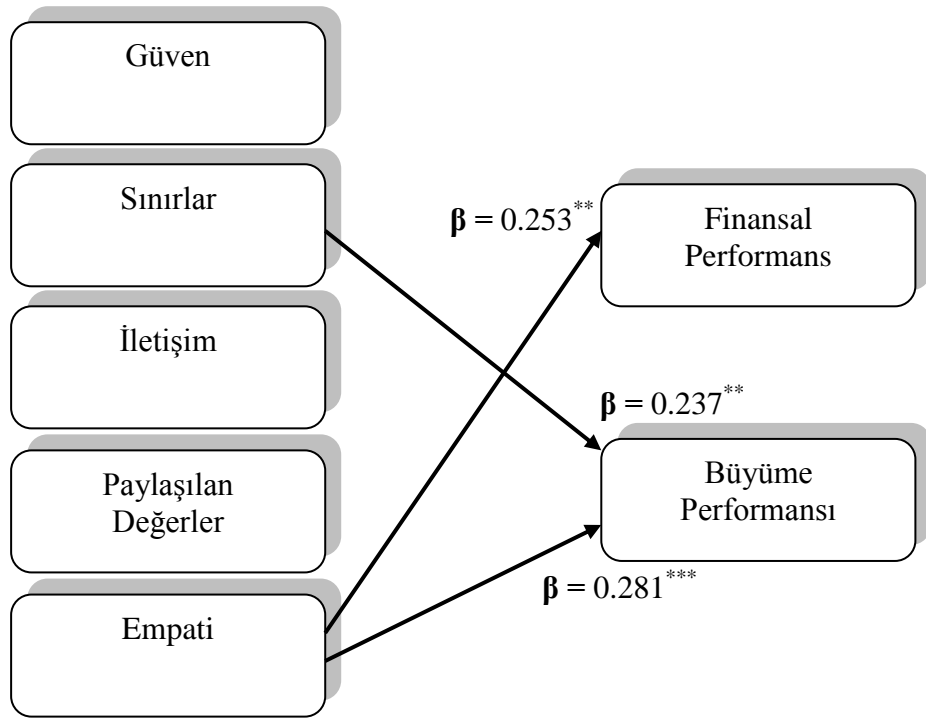 Güven
Sınırlar
İletişim
Paylaşılan
Değerler
Empati
β = 0.253**
Finansal
Performans
β = 0.237**
Büyüme
Performansı
β = 0.281***